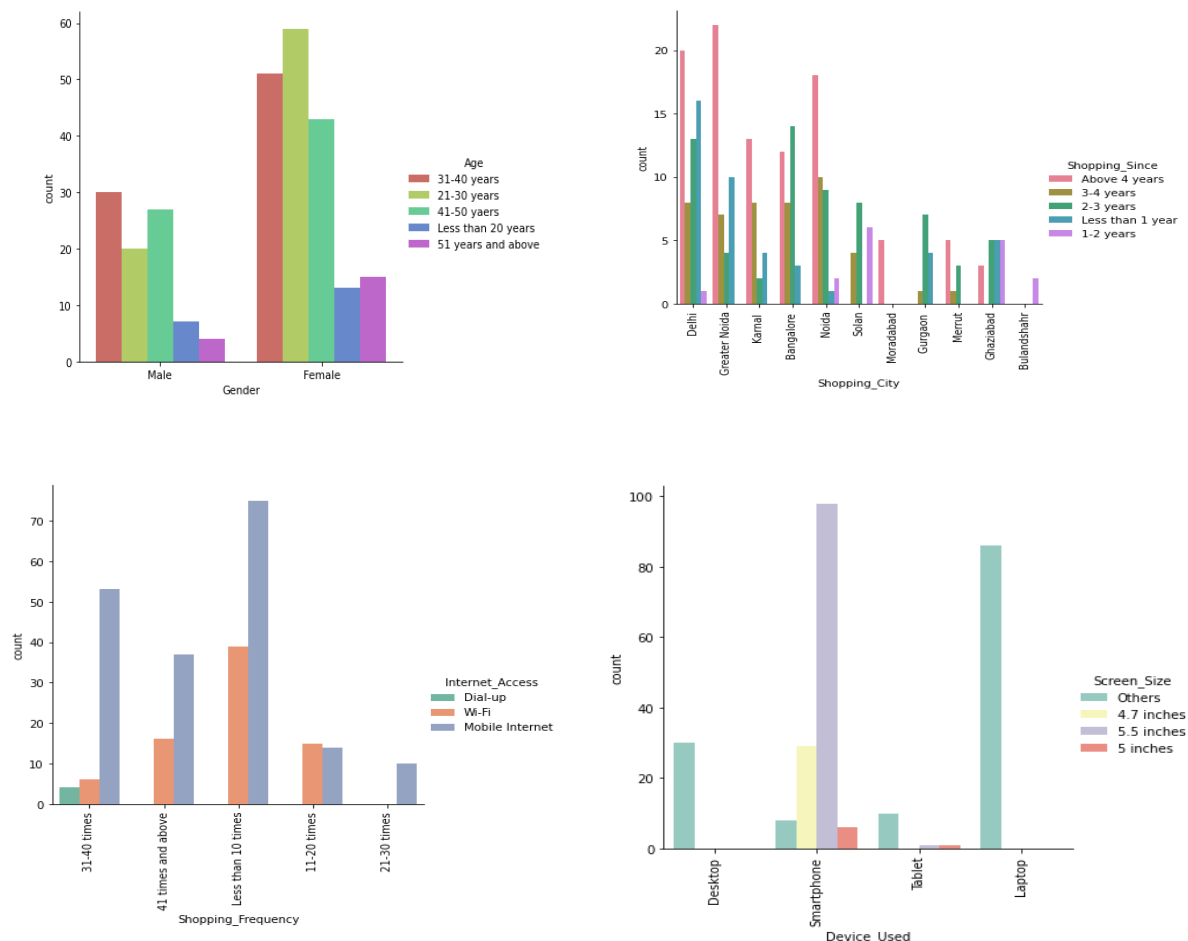 60
50
40
30
20
10
0
count
Male
Female
Gender
Age
31-40 years
21-30 years
41-50 yaers
Less than 20 years
51 years and above
20
15
10
5
0
count
Delhi
Greater Noida
Karnal
Bangalore
Noida
Solan
Moradabad
Gurgaon
Merrut
Ghaziabad
Bulandshahr
Shopping_City
Shopping_Since
Above 4 years
3-4 years
2-3 years
Less than 1 year
1-2 years
70
60
50
40
30
20
10
0
count
31-40 times
41 times and above
Less than 10 times
11-20 times
21-30 times
Shopping_Frequency
Internet_Access
Dial-up
Wi-Fi
Mobile Internet
100
80
60
40
20
0
count
Desktop
Smartphone
Tablet
Laptop
Device_Used
Screen_Size
Others
4.7 inches
5.5 inches
5 inches